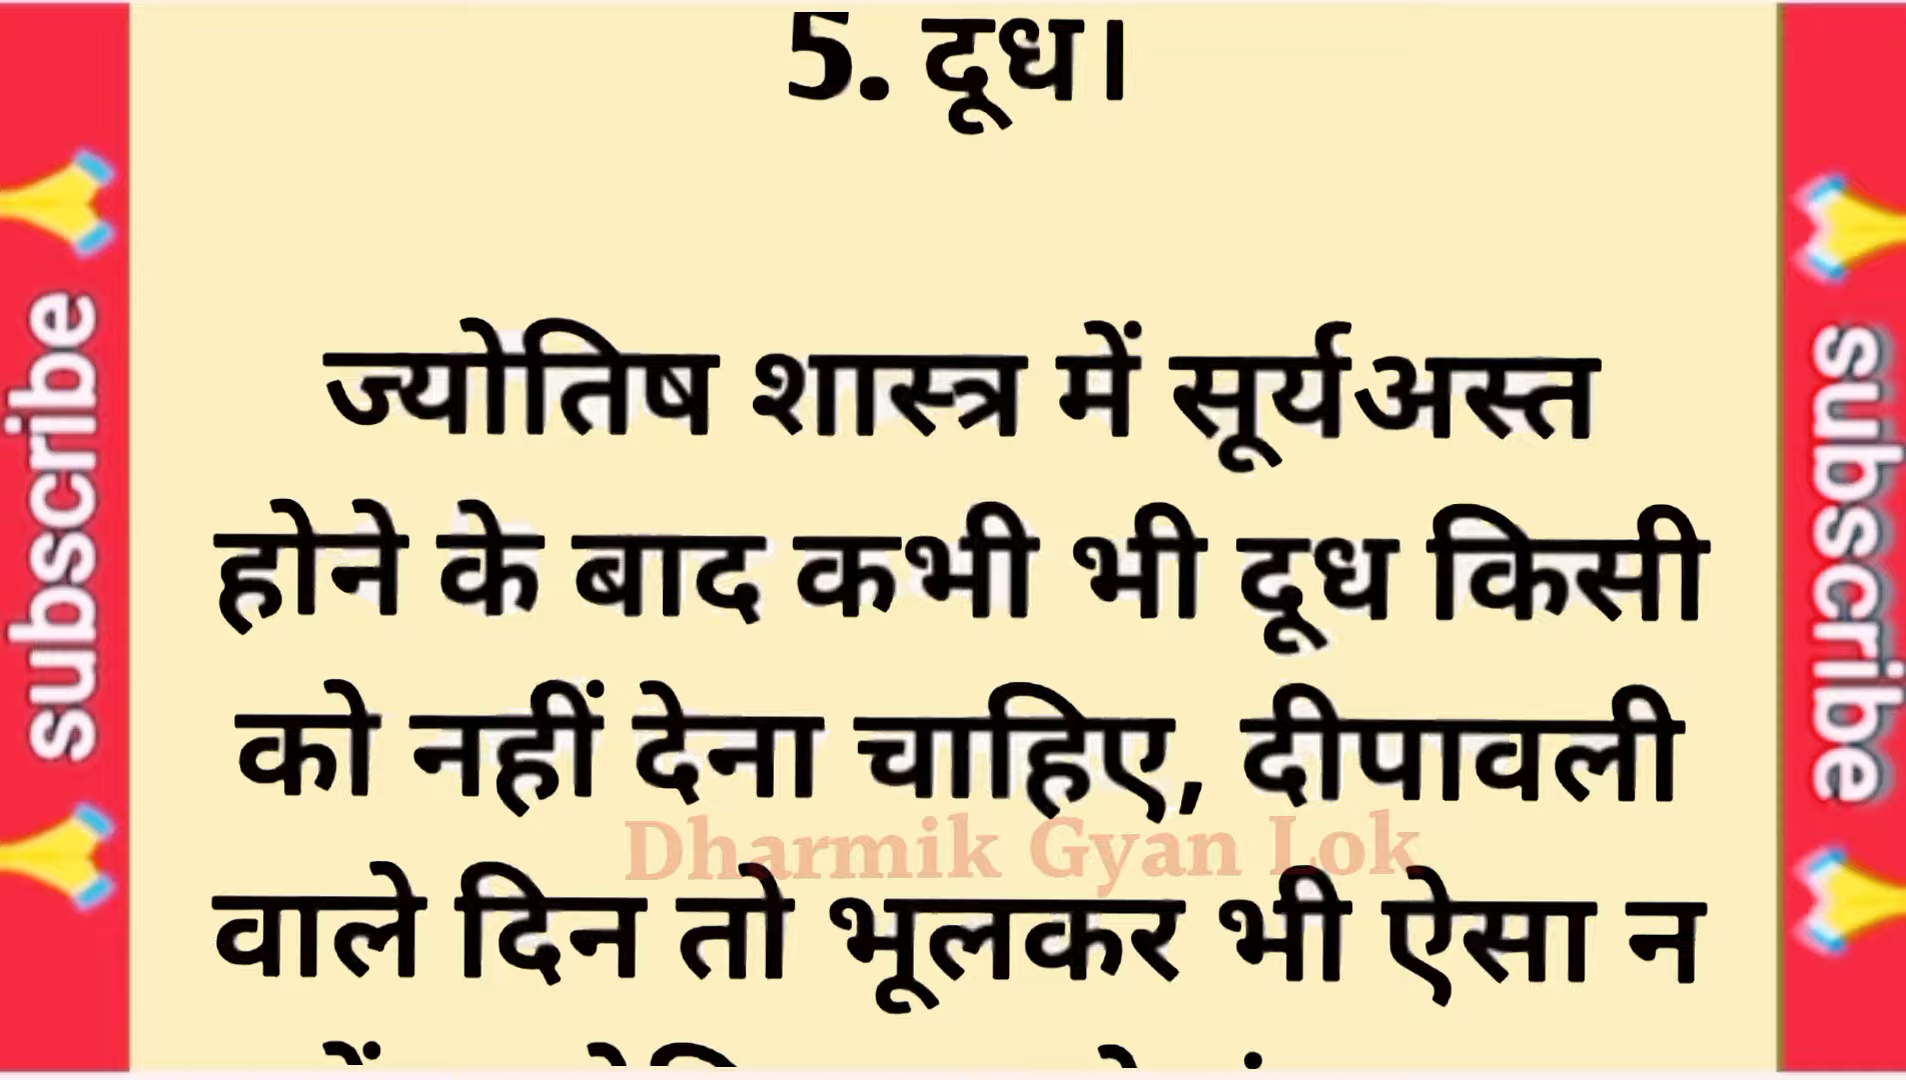 5. दूध।
ज्योतिष शास्त्र में सूर्यअस्त
होने के बाद कभी भी दूध किसी
को नहीं देना चाहिए, दीपावली
Dharmik Gyan Lok
वाले दिन तो भूलकर भी ऐसा न
subscribe
subscribe